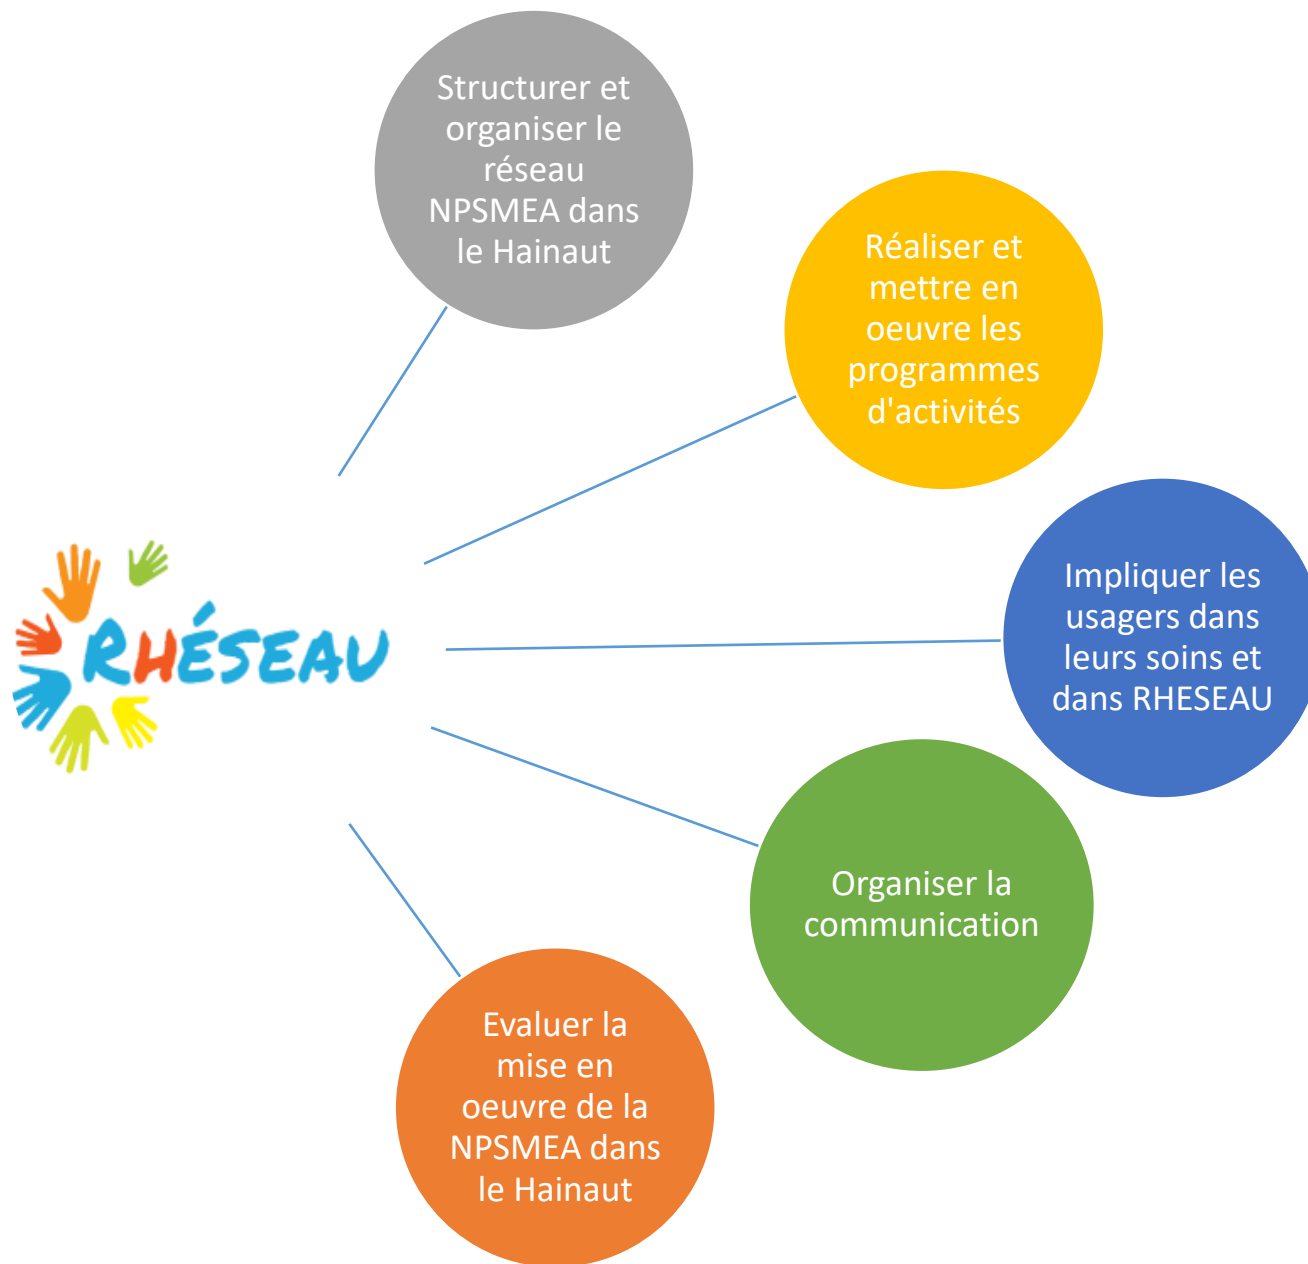 Structurer et
organiser le
réseau
NPSMEA dans
le Hainaut
Réaliser et
mettre en
oeuvre les
programmes
d'activités
Impliquer les
usagers dans
leurs soins et
dans RHESEAU
RHÉSEAU
Organiser la
communication
Evaluer la
mise en
oeuvre de la
NPSMEA dans
le Hainaut